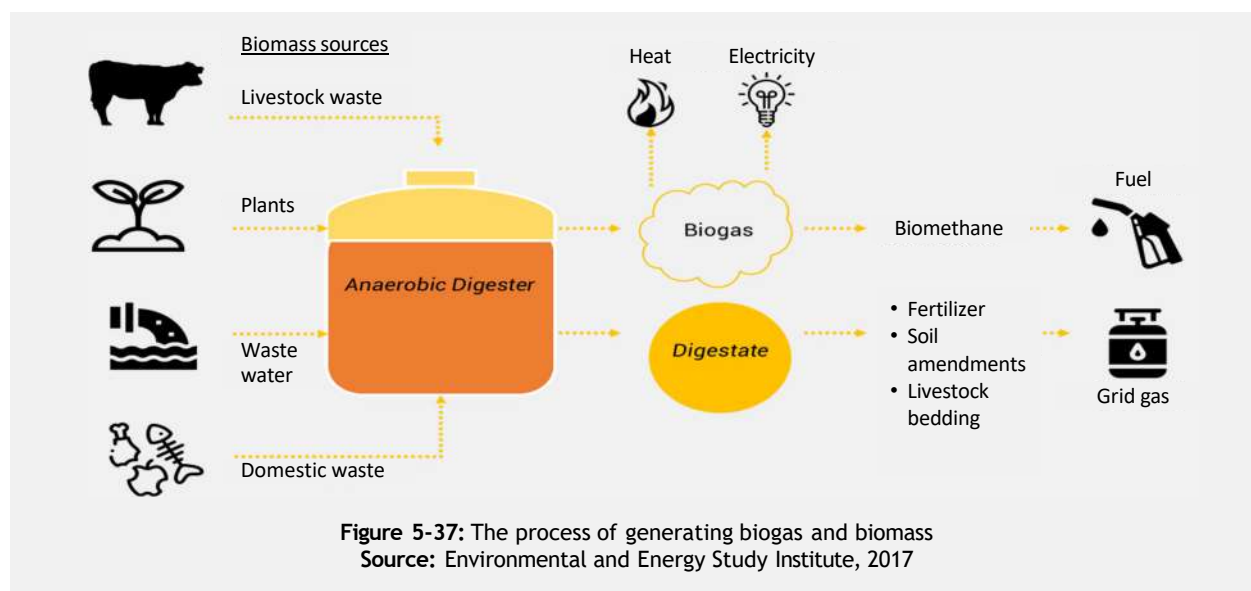 Biomass sources
Livestock waste
Plants
Waste
water
Domestic waste
Anaerobic Digester
Heat
Electricity
Biogas
Biomethane
Fuel
Digestate
• Fertilizer
• Soil
amendments
• Livestock
bedding
Grid gas
Figure 5-37: The process of generating biogas and biomass
Source: Environmental and Energy Study Institute, 2017